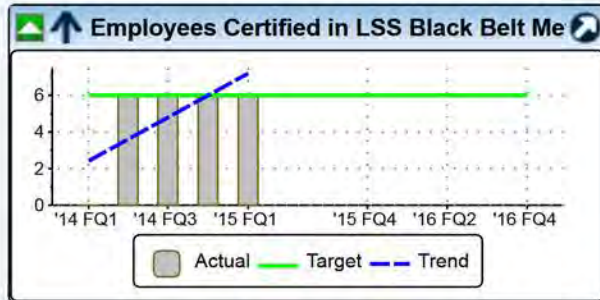 Employees Certified in LSS Black Belt Me
6
4
2
0
'14 FQ1 '14 FQ3 '15 FQ1 '15 FQ4 '16 FQ2 '16 FQ4
Actual Target Trend